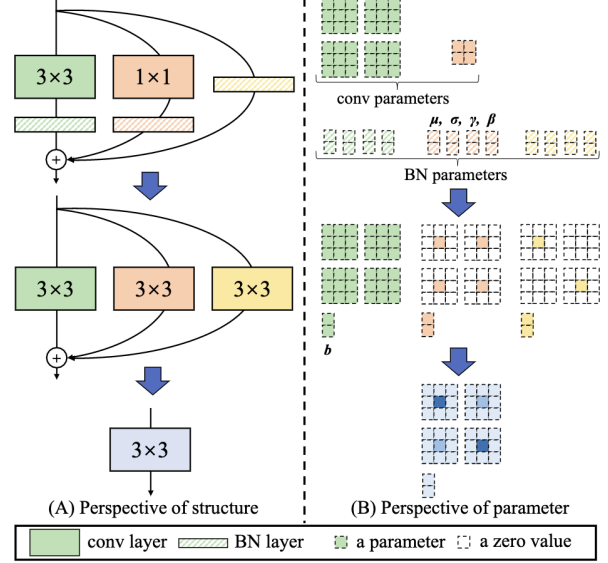 3×3
1×1
conv parameters
μ, σ, γ, β
BN parameters
+
3×3
3×3
3×3
b
+
3×3
(A) Perspective of structure
(B) Perspective of parameter
conv layer
BN layer
a parameter
a zero value